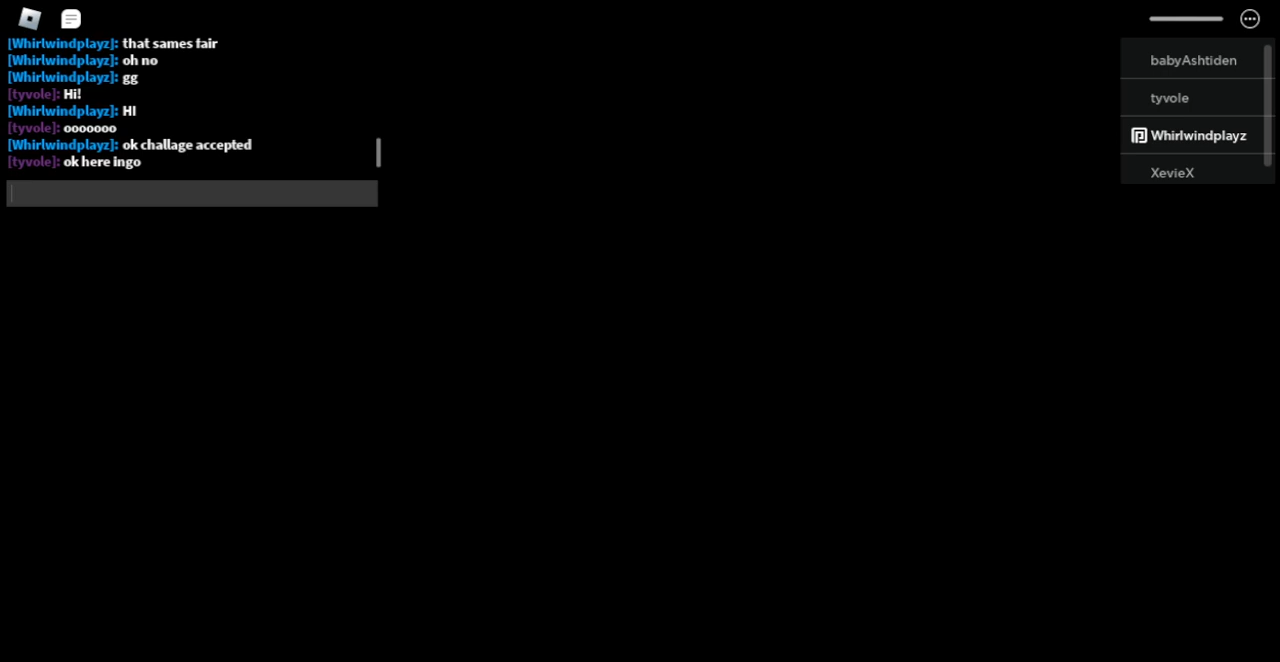 [Whirlwindplayz]: that sames fair
[Whirlwindplayz]: oh no
[Whirlwindplayz]: gg
[tyvole]: Hi!
[Whirlwindplayz]: HI
[tyvole]: ooooooo
[Whirlwindplayz]: ok challage accepted
[tyvole]: ok here ingo
babyAshtiden
tyvole
Whirlwindplayz
XevieX